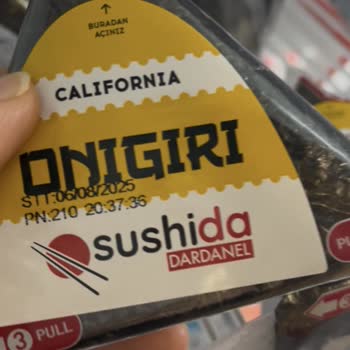 BURADAN
AÇINIZ
CALIFORNIA
ONIGIRI
STT:06/08/2025
PN:210 20:37:36
sushida
DARDANEL
3 PULL